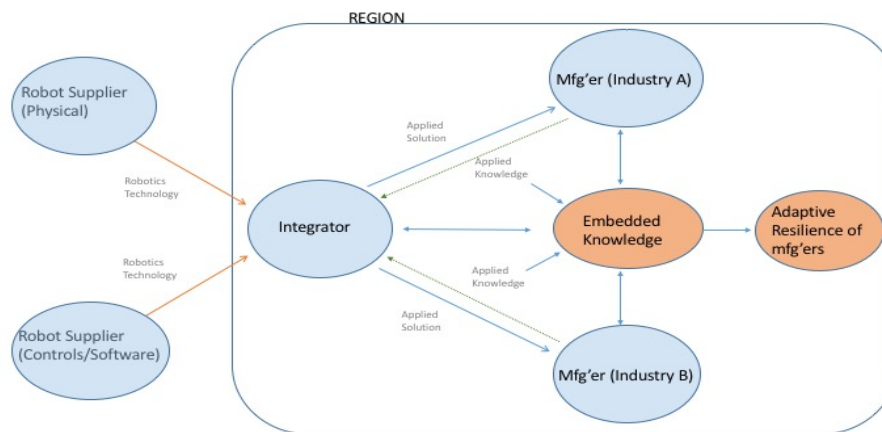 REGION
Robot Supplier
(Physical)
Mfg'er (Industry A)
Applied
Solution
Applied
Knowledge
Robotics
Technology
Integrator
Embedded
Knowledge
Adaptive
Resilience of
mfg'ers
Robotics
Technology
Applied
Knowledge
Applied
Solution
Robot Supplier
(Controls/Software)
Mfg'er (Industry B)